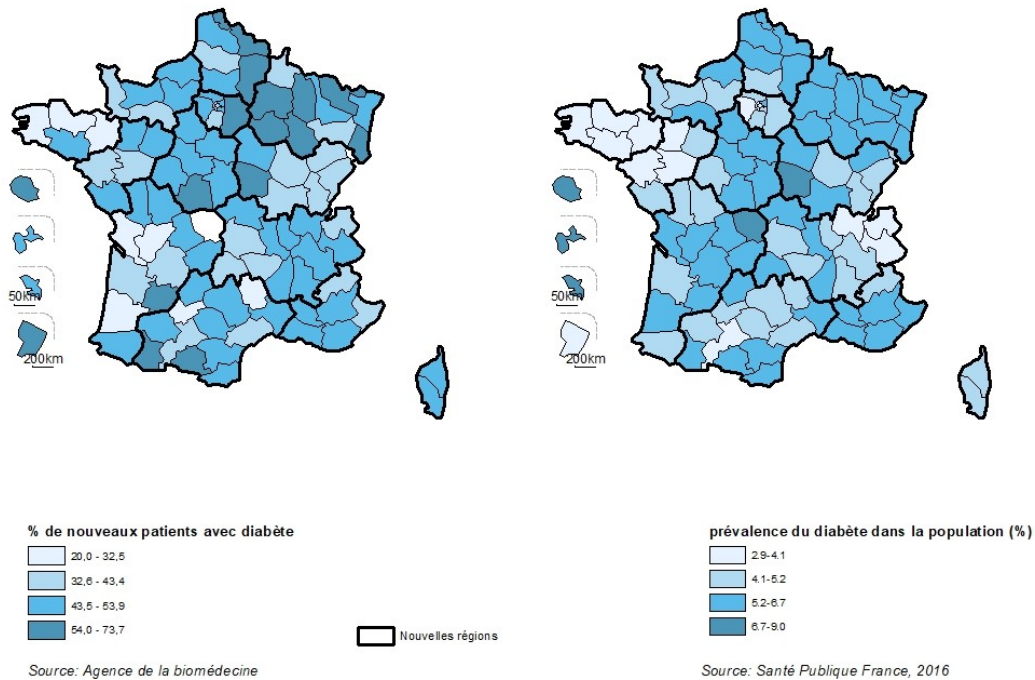 50km
200km
50km
200km
% de nouveaux patients avec diabète
20,0 - 32,5
32,6 - 43,4
43,5 - 53,9
54,0 - 73,7
Nouvelles régions
Source: Agence de la biomédecine
prévalence du diabète dans la population (%)
2.9-4.1
4.1-5.2
5.2-6.7
6.7-9.0
Source: Santé Publique France, 2016